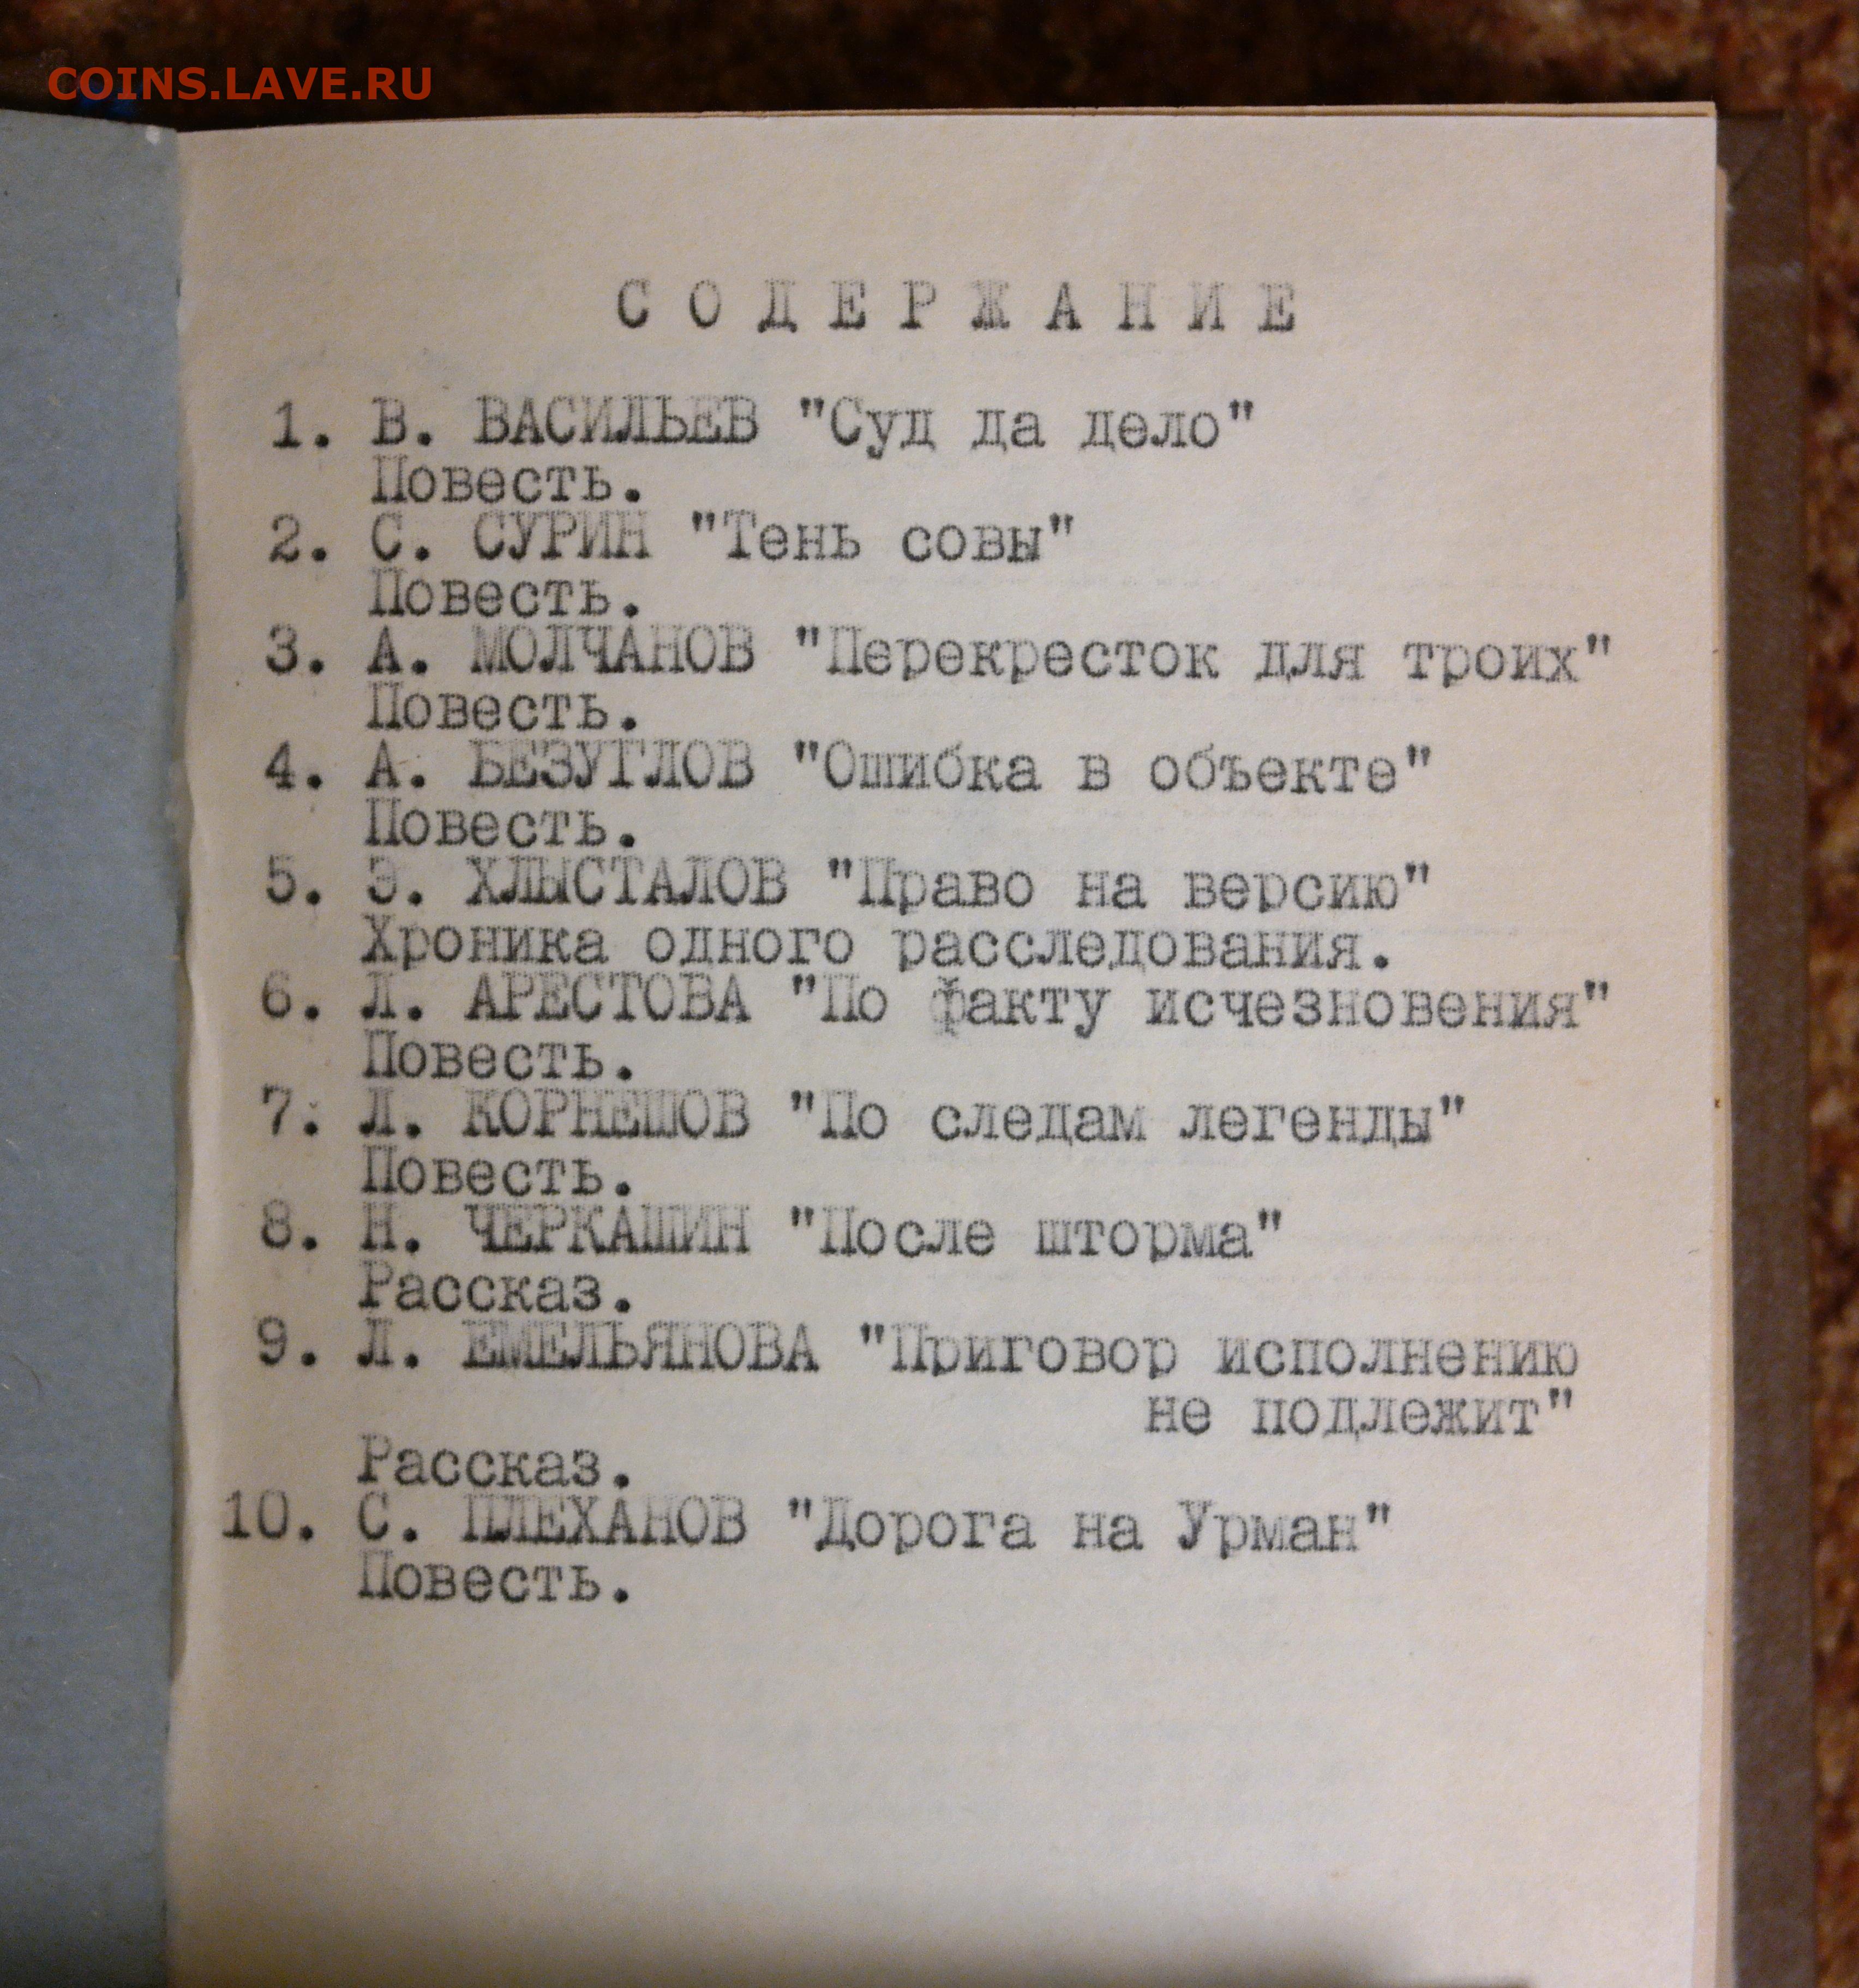 COINS.LAVE.RU
СОДЕРЖАНИЕ
1. В. ВАСИЛЬЕВ "Суд да дело"
Повесть.
2. С. СУРИН "Тень совы"
Повесть.
3. А. МОЛЧАНОВ "Перекресток для троих"
Повесть.
4. А. БЕЗУГЛОВ "Ошибка в объекте"
Повесть.
5. Э. ХЛЫСТАЛОВ "Право на версию"
Хроника одного расследования.
6. Л. АРЕСТОВА "По факту исчезновения"
Повесть.
7. Л. КОРНЕШОВ "По следам легенды"
Повесть.
8. Н. ЧЕРКАШИН "После шторма"
Рассказ.
9. Л. ЕМЕЛЬЯНОВА "Приговор исполнению
не подлежит"
Рассказ.
10. С. ПЛЕХАНОВ "Дорога на Урман"
Повесть.